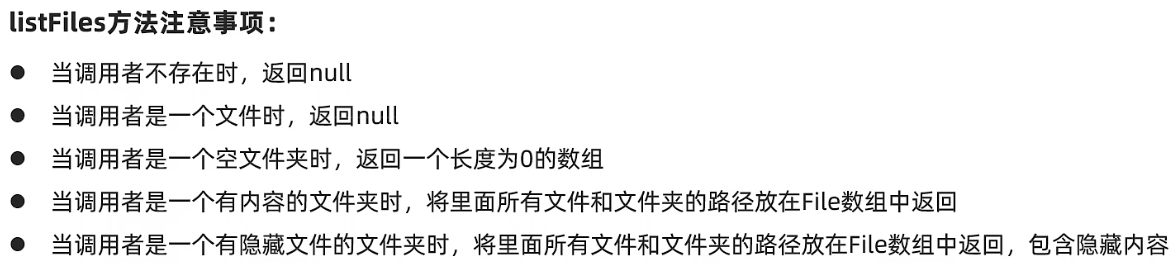 listFiles方法注意事项：
● 当调用者不存在时，返回null
● 当调用者是一个文件时，返回null
● 当调用者是一个空文件夹时，返回一个长度为0的数组
● 当调用者是一个有内容的文件夹时，将里面所有文件和文件夹的路径放在File数组中返回
● 当调用者是一个有隐藏文件的文件夹时，将里面所有文件和文件夹的路径放在File数组中返回，包含隐藏内容